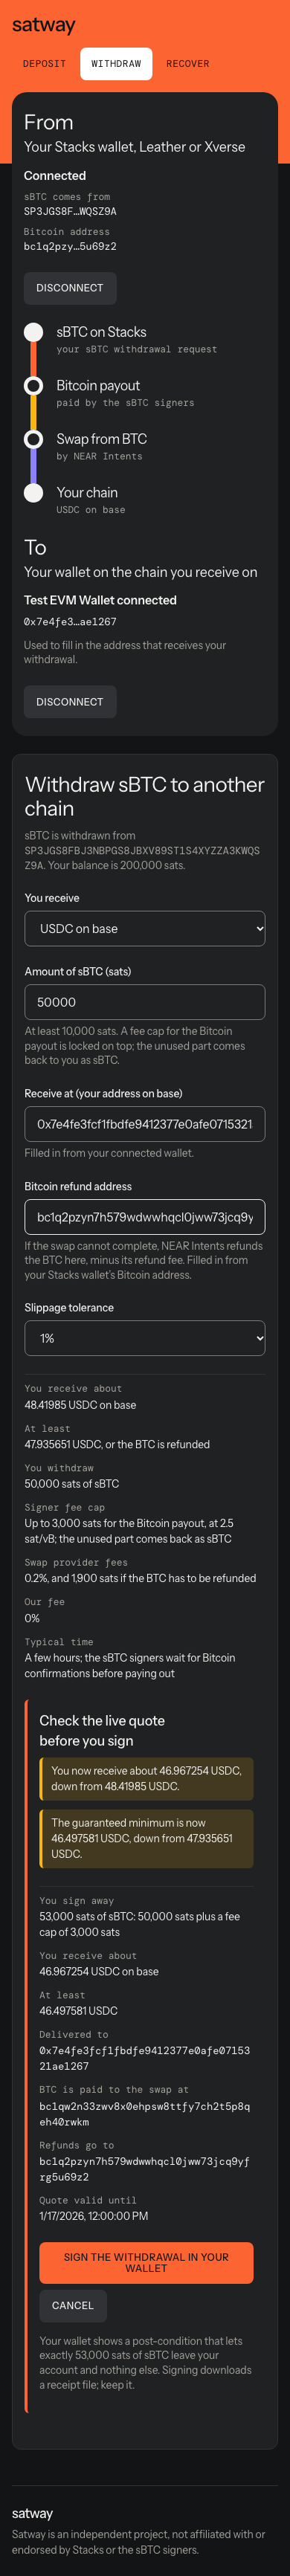 satway
DEPOSIT
WITHDRAW
RECOVER
From
Your Stacks wallet, Leather or Xverse
Connected
sBTC comes from
SP3JGS8F…WQSZ9A
Bitcoin address
bc1q2pzy…5u69z2
DISCONNECT
sBTC on Stacks
your sBTC withdrawal request
Bitcoin payout
paid by the sBTC signers
Swap from BTC
by NEAR Intents
Your chain
USDC on base
To
Your wallet on the chain you receive on
Test EVM Wallet connected
0x7e4fe3…ae1267
Used to fill in the address that receives your
withdrawal.
DISCONNECT
Withdraw sBTC to another
chain
sBTC is withdrawn from
SP3JGS8FBJ3NBPGS8JBXV89ST1S4XYZZA3KWQS
Z9A. Your balance is 200,000 sats.
You receive
USDC on base
Amount of sBTC (sats)
50000
At least 10,000 sats. A fee cap for the Bitcoin
payout is locked on top; the unused part comes
back to you as sBTC.
Receive at (your address on base)
0x7e4fe3fcf1fbdfe9412377e0afe0715321
Filled in from your connected wallet.
Bitcoin refund address
bc1q2pzyn7h579wdwwhqcl0jww73jcq9y
If the swap cannot complete, NEAR Intents refunds
the BTC here, minus its refund fee. Filled in from
your Stacks wallet's Bitcoin address.
Slippage tolerance
1%
You receive about
48.41985 USDC on base
At least
47.935651 USDC, or the BTC is refunded
You withdraw
50,000 sats of sBTC
Signer fee cap
Up to 3,000 sats for the Bitcoin payout, at 2.5
sat/vB; the unused part comes back as sBTC
Swap provider fees
0.2%, and 1,900 sats if the BTC has to be refunded
Our fee
0%
Typical time
A few hours; the sBTC signers wait for Bitcoin
confirmations before paying out
Check the live quote
before you sign
You now receive about 46.967254 USDC,
down from 48.41985 USDC.
The guaranteed minimum is now
46.497581 USDC, down from 47.935651
USDC.
You sign away
53,000 sats of sBTC: 50,000 sats plus a fee
cap of 3,000 sats
You receive about
46.967254 USDC on base
At least
46.497581 USDC
Delivered to
0x7e4fe3fcf1fbdfe9412377e0afe07153
21ae1267
BTC is paid to the swap at
bc1qw2n33zwv8x0ehpsw8ttfy7ch2t5p8q
eh40rwkm
Refunds go to
bc1q2pzyn7h579wdwwhqcl0jww73jcq9yf
rg5u69z2
Quote valid until
1/17/2026, 12:00:00 PM
SIGN THE WITHDRAWAL IN YOUR
WALLET
CANCEL
Your wallet shows a post-condition that lets
exactly 53,000 sats of sBTC leave your
account and nothing else. Signing downloads
a receipt file; keep it.
satway
Satway is an independent project, not affiliated with or
endorsed by Stacks or the sBTC signers.